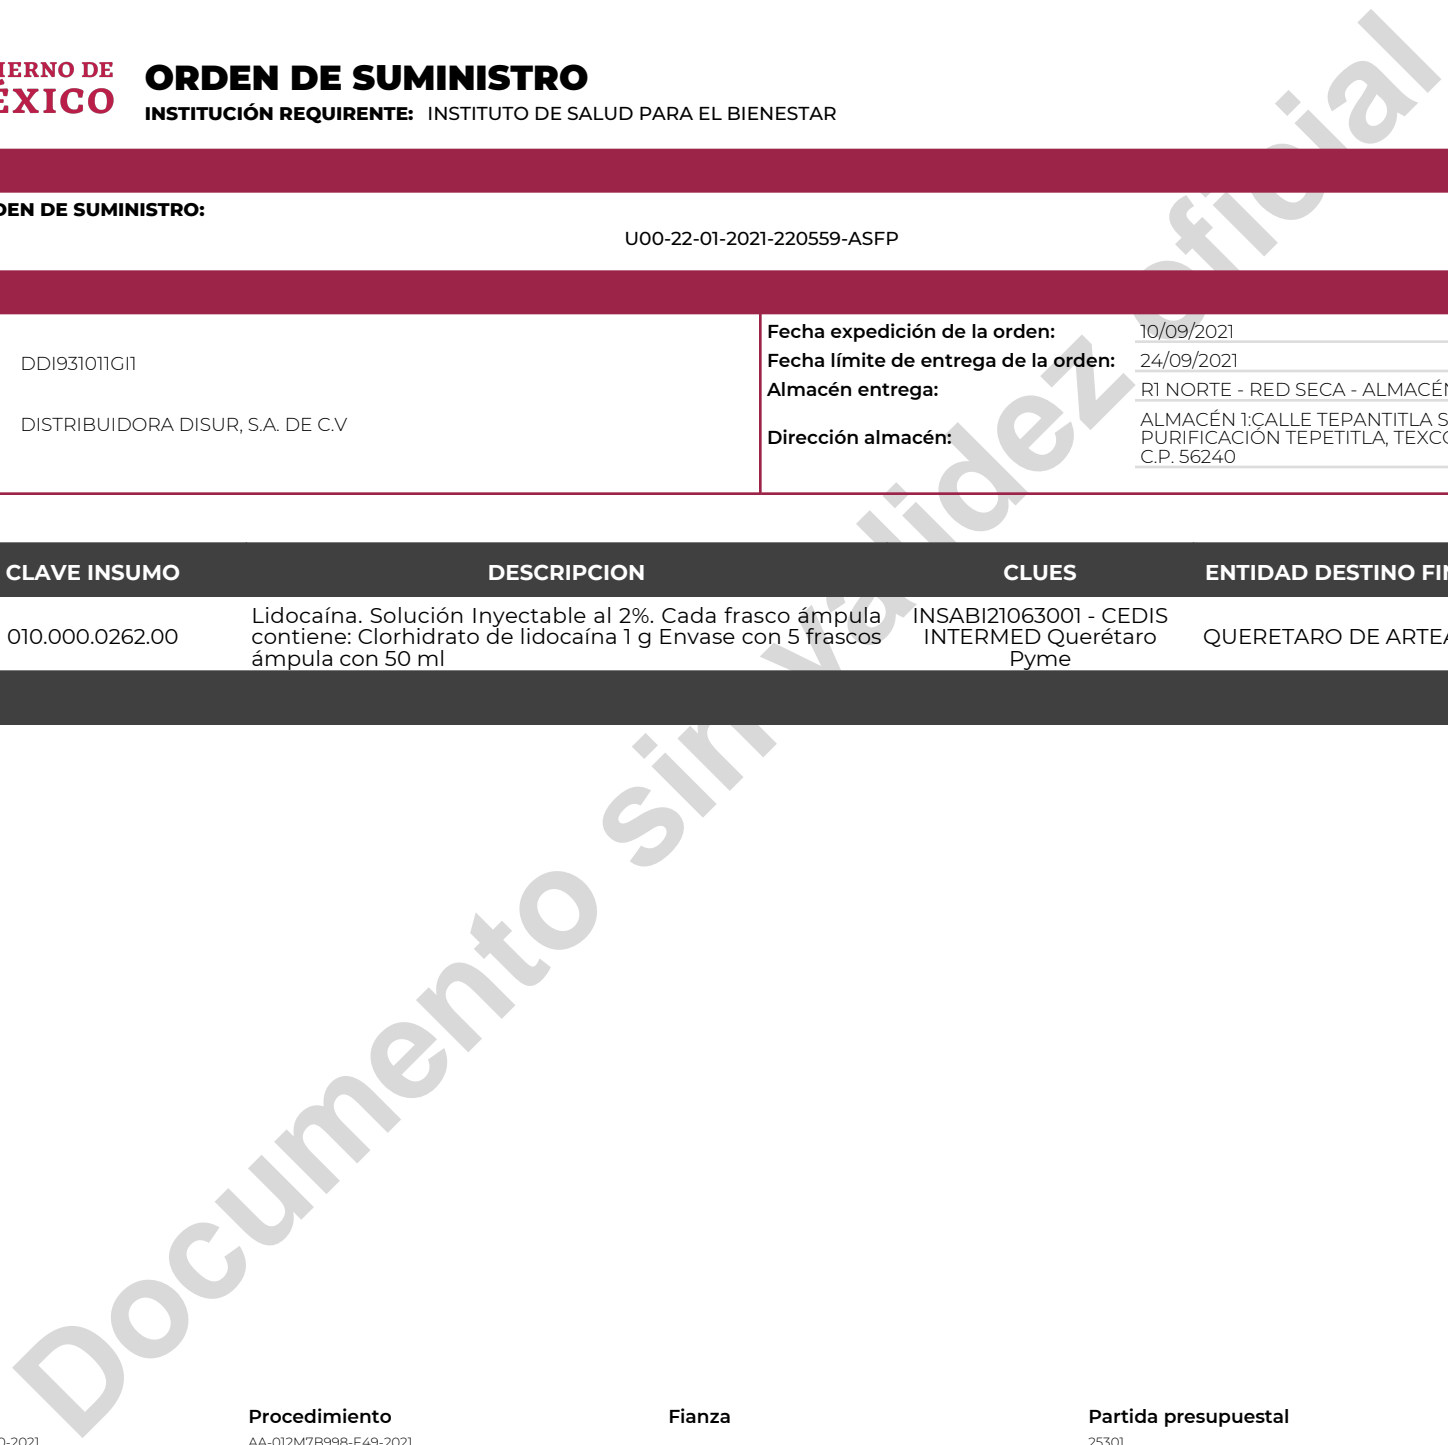 IERNO DE
ÉXICO
ORDEN DE SUMINISTRO
INSTITUCIÓN REQUIRENTE: INSTITUTO DE SALUD PARA EL BIENESTAR
DEN DE SUMINISTRO:
U00-22-01-2021-220559-ASFP
DDI931011GI1
DISTRIBUIDORA DISUR, S.A. DE C.V
Fecha expedición de la orden: 10/09/2021
Fecha límite de entrega de la orden: 24/09/2021
Almacén entrega: R1 NORTE - RED SECA - ALMACÉN
Dirección almacén:
ALMACÉN 1:CALLE TEPANTITLA S
PURIFICACIÓN TEPETITLA, TEXCO
C.P. 56240
CLAVE INSUMO DESCRIPCION CLUES ENTIDAD DESTINO FIN
010.000.0262.00
Lidocaína. Solución Inyectable al 2%. Cada frasco ámpula
contiene: Clorhidrato de lidocaína 1 g Envase con 5 frascos
ámpula con 50 ml
INSABI21063001 - CEDIS
INTERMED Querétaro
Pyme
QUERETARO DE ARTEA
Documento sin validez oficial
Procedimiento Fianza Partida presupuestal
0-2021 AA-012M7B998-E49-2021 25301